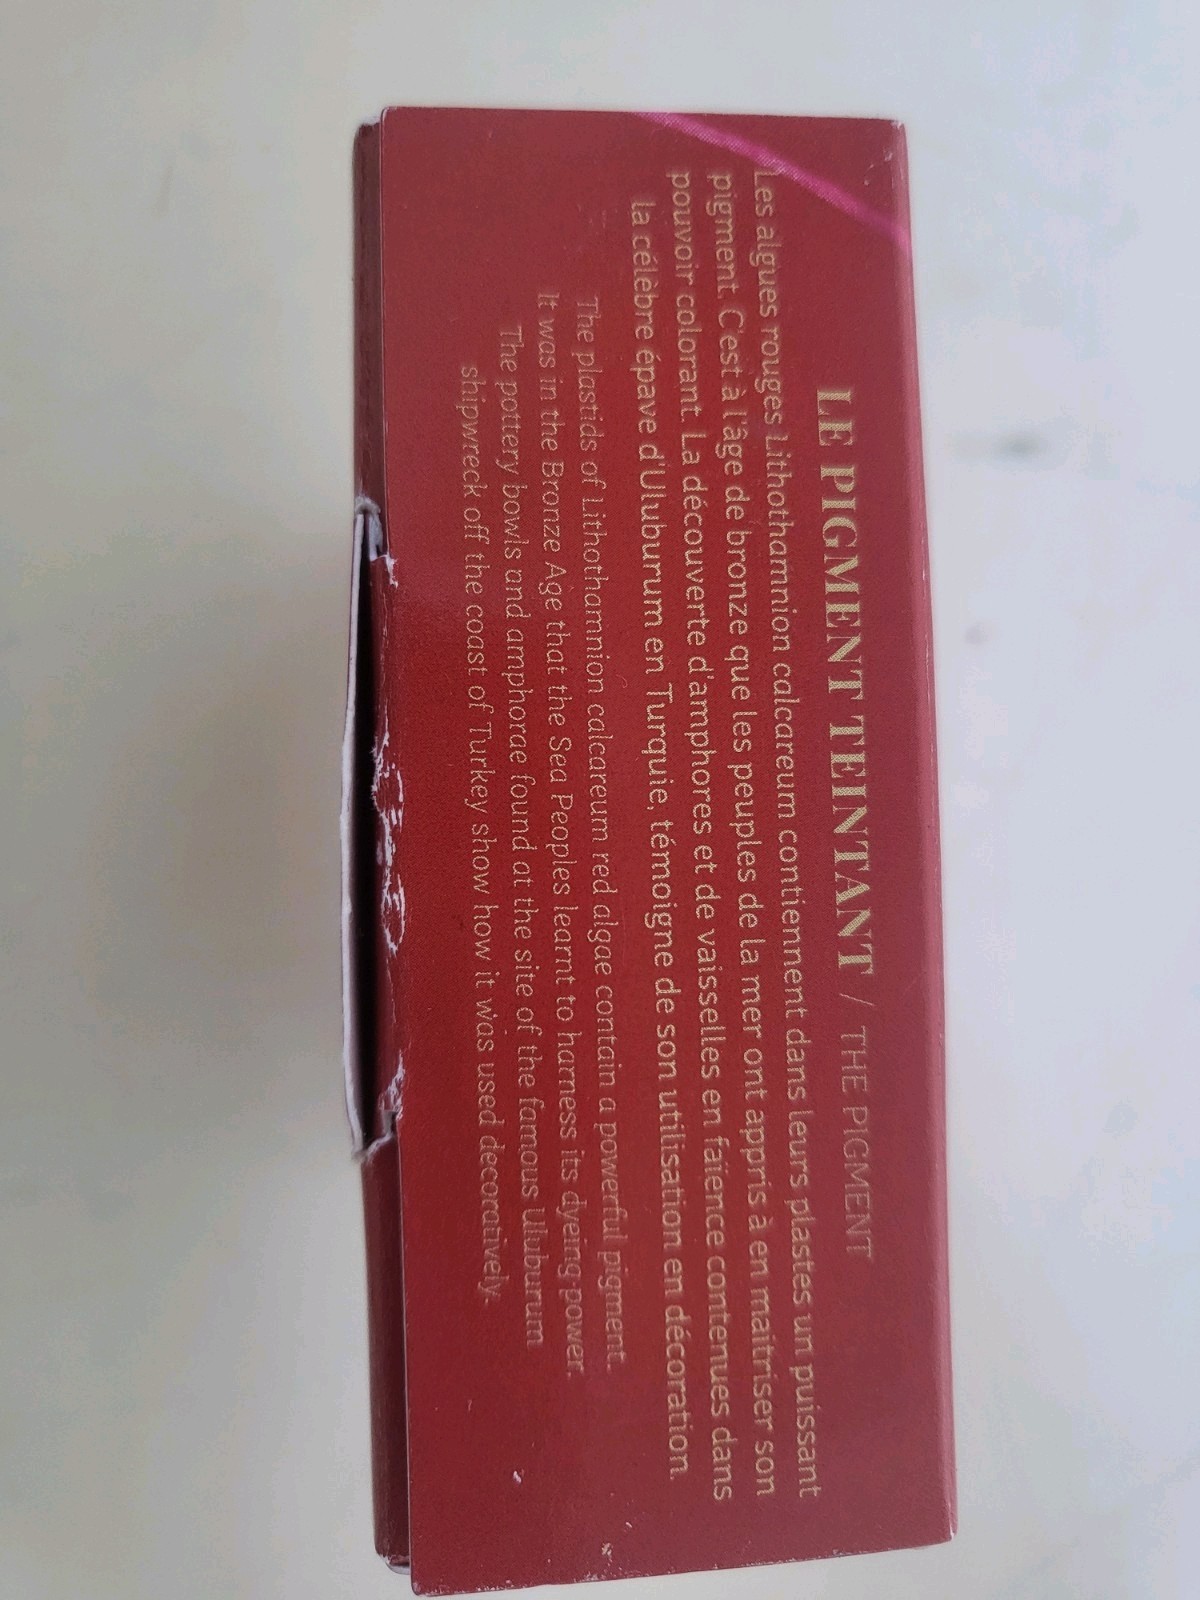 LE PIGMENT TEINTANT / THE PIGMENT
Les algues rouges Lithothamnion calcareum contiennent dans leurs plastes un puissant
pigment. C'est à l'âge de bronze que les peuples de la mer ont appris à en maitriser son
pouvoir colorant. La découverte d'amphores et de vaisselles en faïence contenues dans
la célèbre épave d'Uluburum en Turquie, témoigne de son utilisation en décoration.
The plastids of Lithothamnion calcareum red algae contain a powerful pigment.
It was in the Bronze Age that the Sea Peoples learnt to harness its dyeing power.
The pottery bowls and amphorae found at the site of the famous Uluburum
shipwreck off the coast of Turkey show how it was used decoratively.